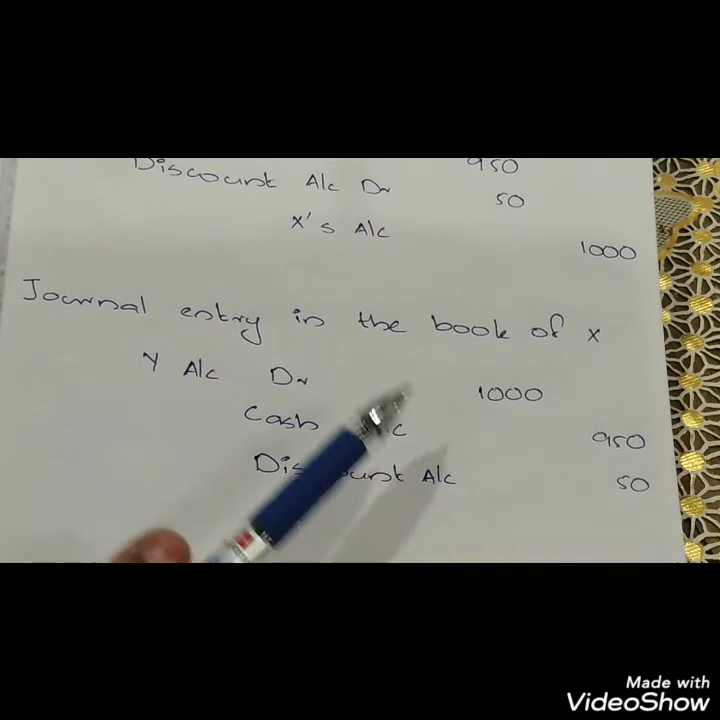 950
Discount A/c Dr 50
X's A/c 1000
Journal entry in the book of x
Y A/c Dr 1000
Cash A/c 950
Discount A/c 50
Made with
VideoShow